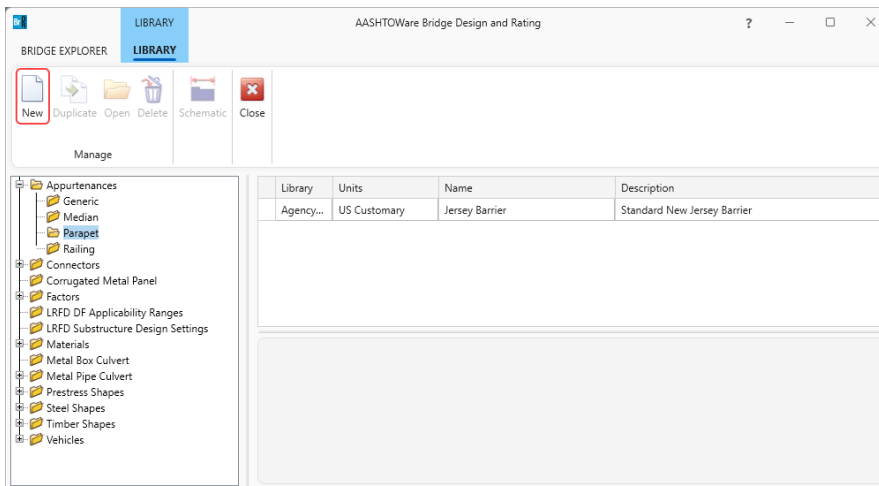 Br
LIBRARY
AASHTOWare Bridge Design and Rating
?
BRIDGE EXPLORER
LIBRARY
New
Duplicate
Open
Delete
Schematic
Close
Manage
Appurtenances
Generic
Median
Parapet
Railing
Connectors
Corrugated Metal Panel
Factors
LRFD DF Applicability Ranges
LRFD Substructure Design Settings
Materials
Metal Box Culvert
Metal Pipe Culvert
Prestress Shapes
Steel Shapes
Timber Shapes
Vehicles
Library Units Name Description
Agency... US Customary Jersey Barrier Standard New Jersey Barrier